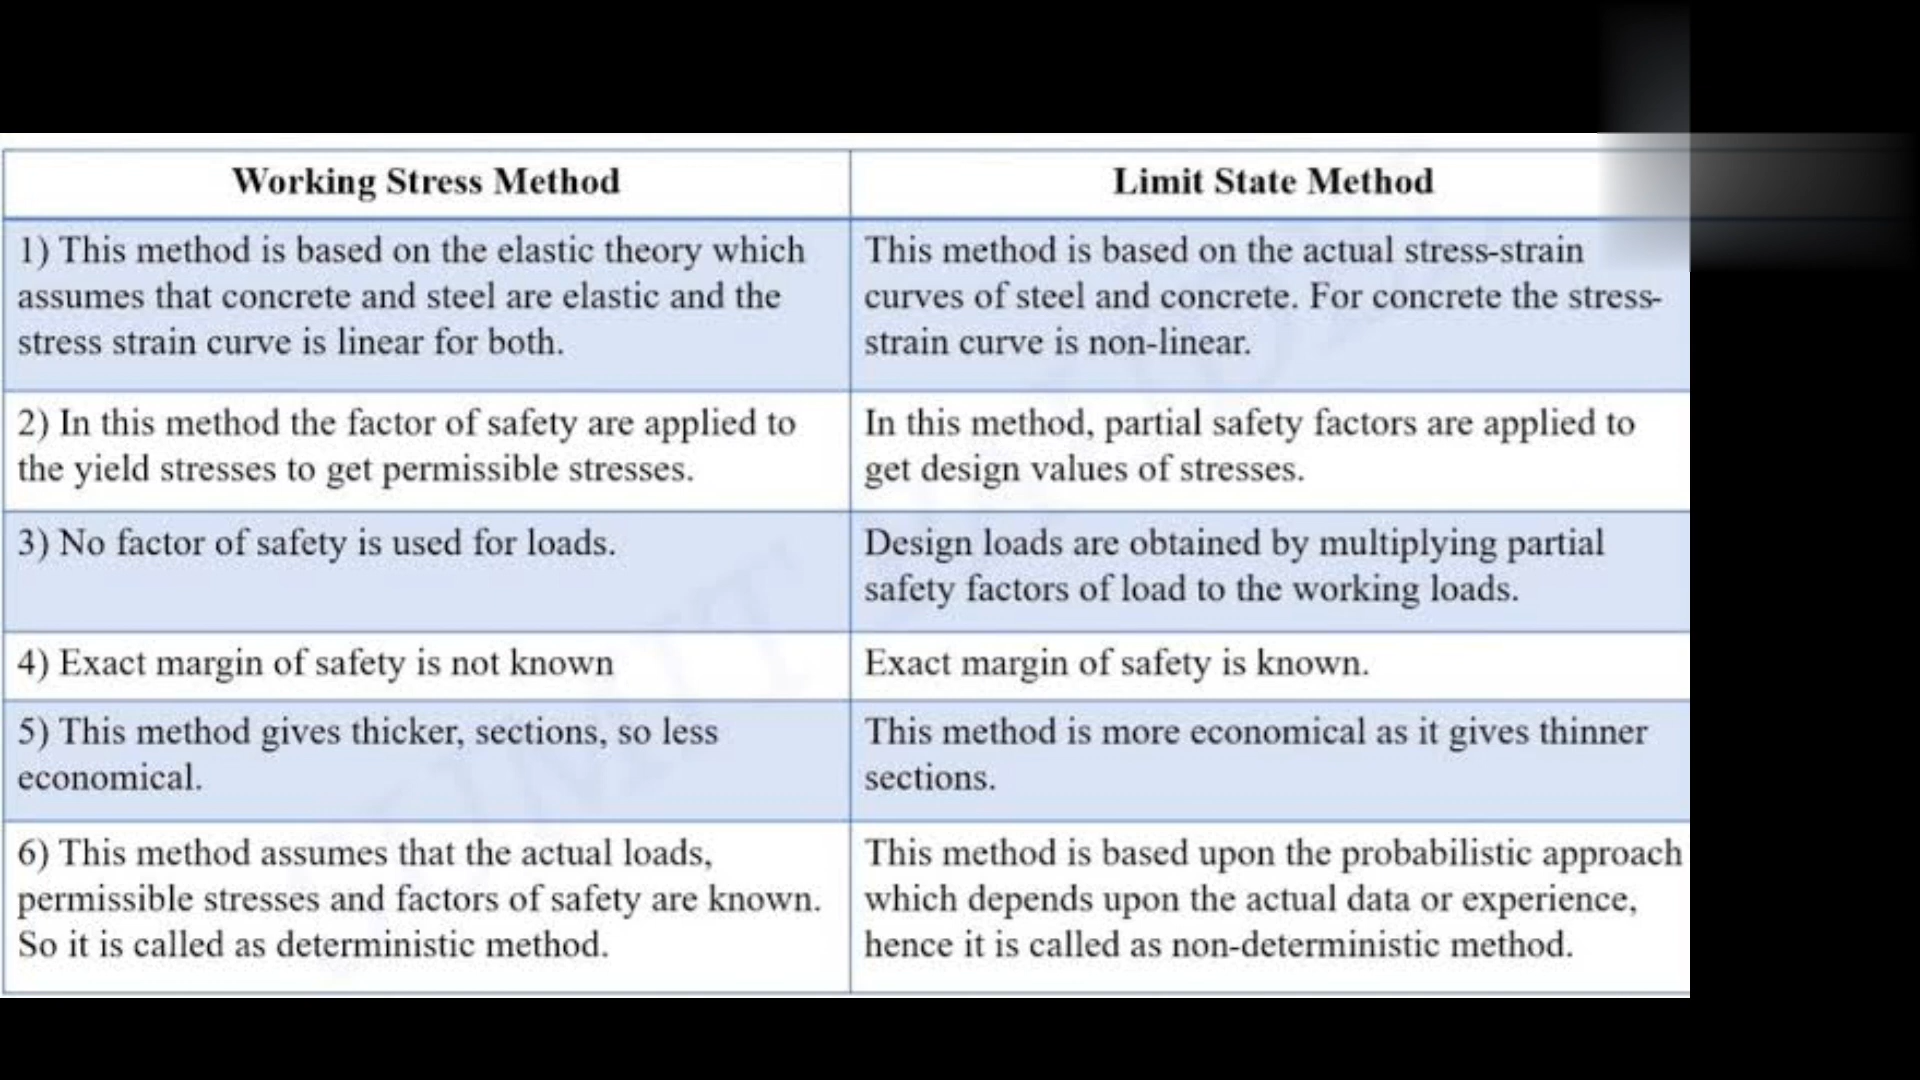 Working Stress Method
Limit State Method
1) This method is based on the elastic theory which
assumes that concrete and steel are elastic and the
stress strain curve is linear for both.
This method is based on the actual stress-strain
curves of steel and concrete. For concrete the stress-
strain curve is non-linear.
2) In this method the factor of safety are applied to
the yield stresses to get permissible stresses.
In this method, partial safety factors are applied to
get design values of stresses.
3) No factor of safety is used for loads.
Design loads are obtained by multiplying partial
safety factors of load to the working loads.
4) Exact margin of safety is not known
Exact margin of safety is known.
5) This method gives thicker, sections, so less
economical.
This method is more economical as it gives thinner
sections.
6) This method assumes that the actual loads,
permissible stresses and factors of safety are known.
So it is called as deterministic method.
This method is based upon the probabilistic approach
which depends upon the actual data or experience,
hence it is called as non-deterministic method.